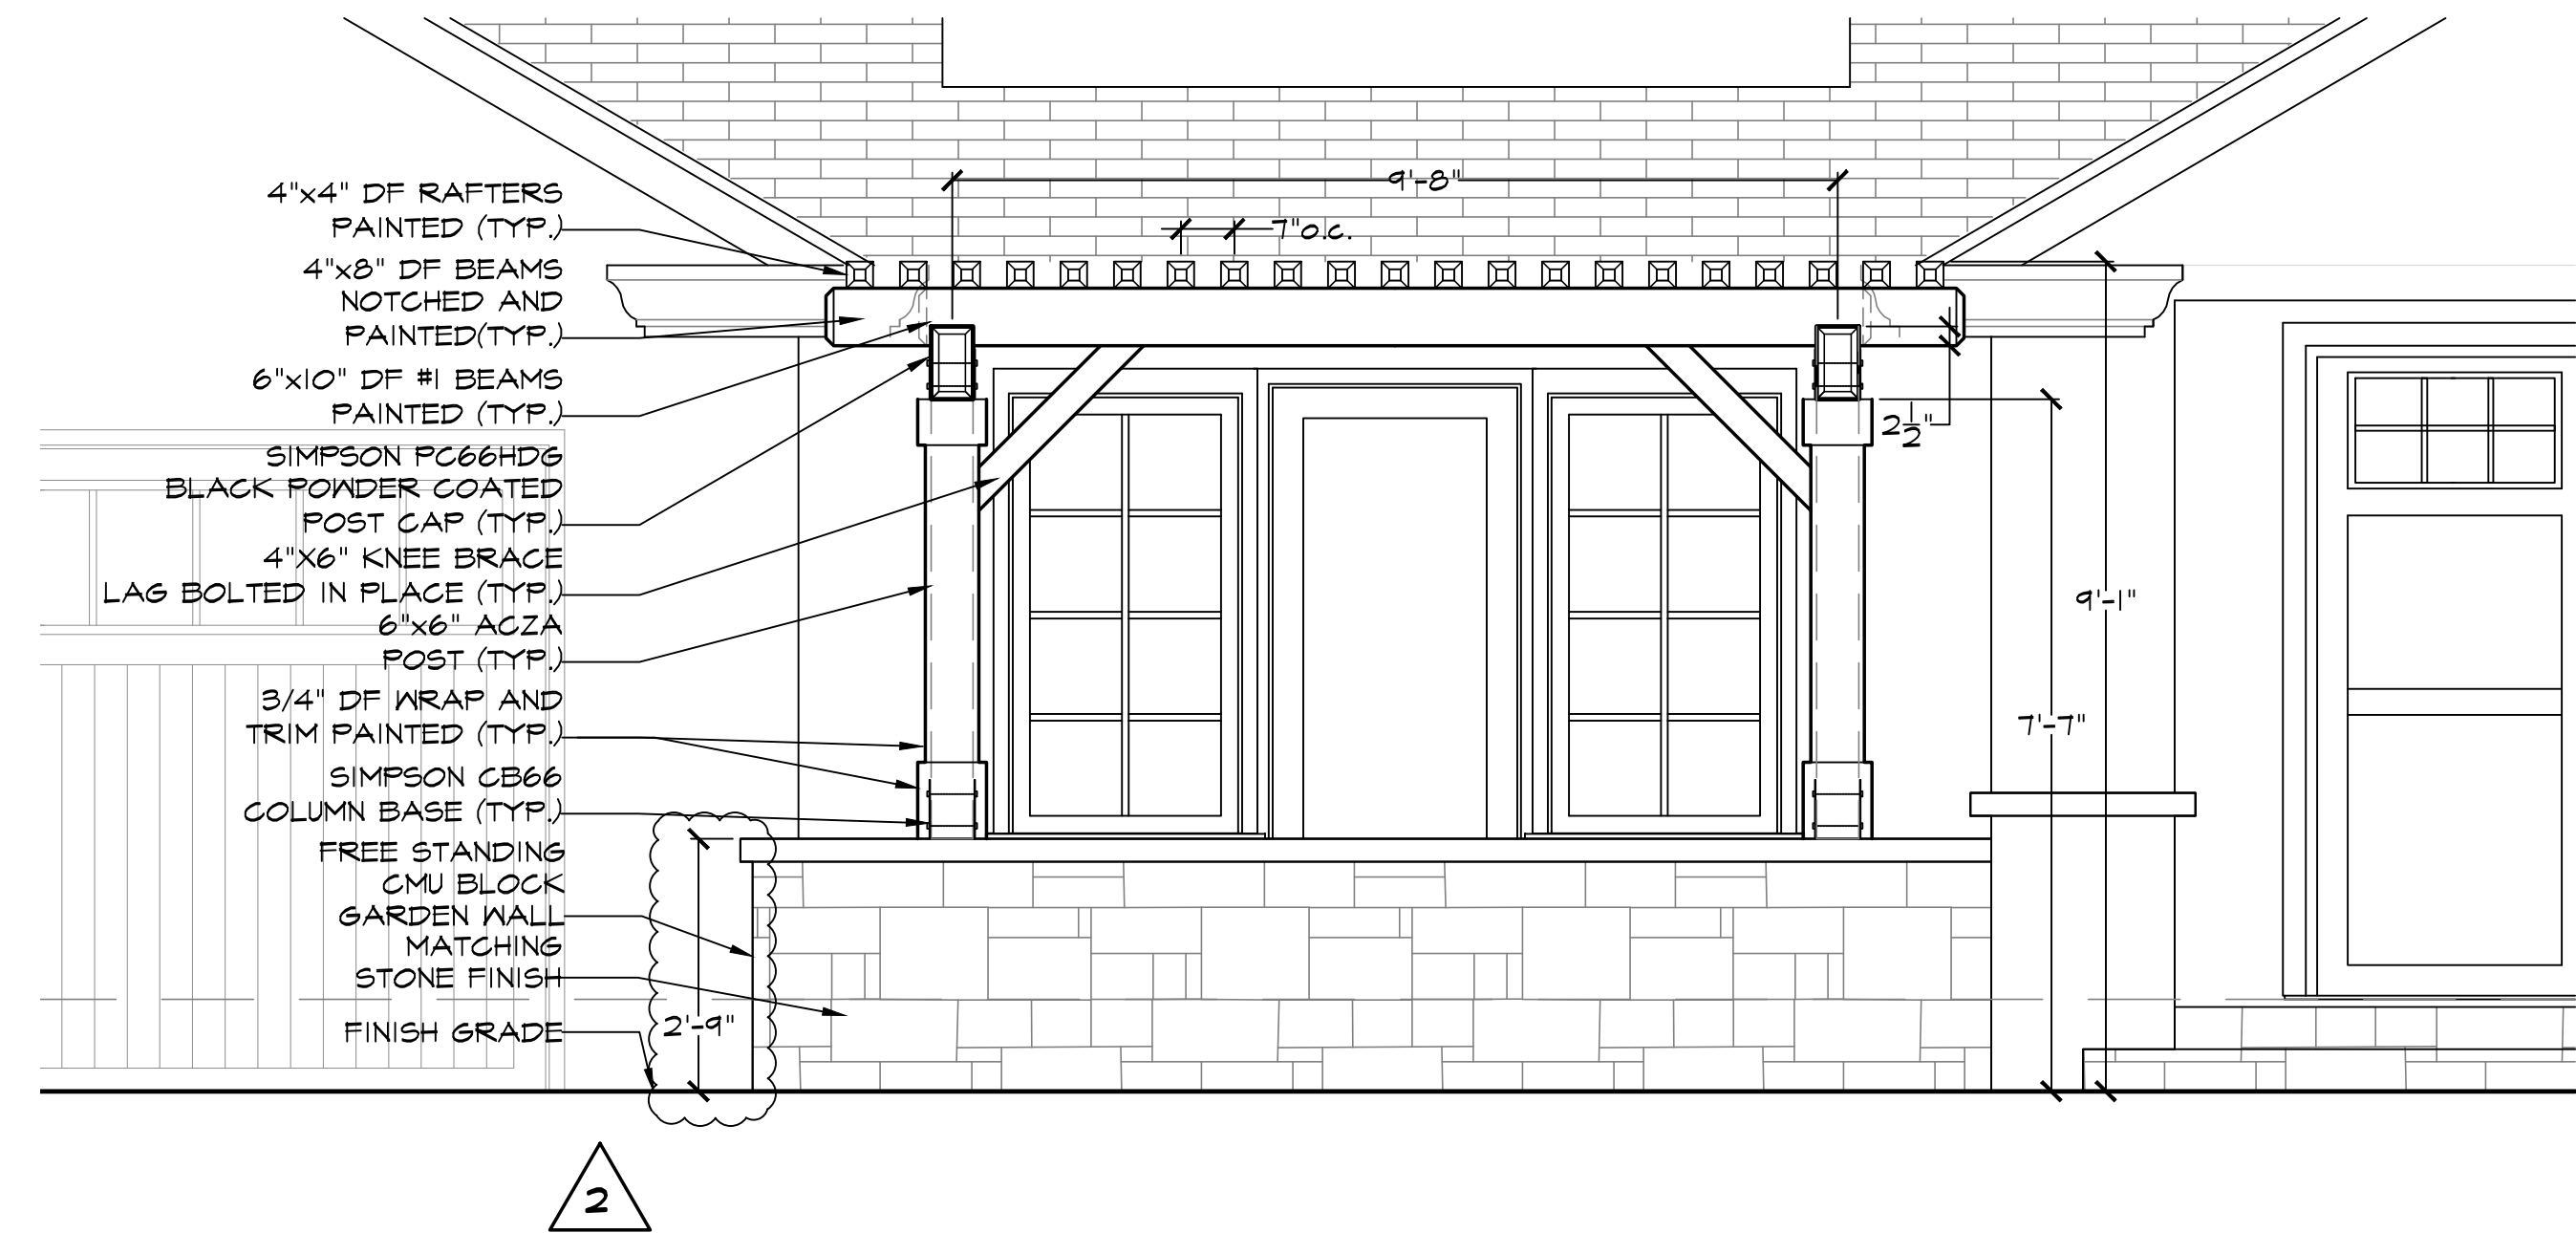 9'-8"
4"x4" DF RAFTERS
PAINTED (TYP.)
7"o.c.
4"x8" DF BEAMS
NOTCHED AND
PAINTED(TYP.)
6"x10" DF #1 BEAMS
PAINTED (TYP.)
2 1/2"
SIMPSON PC66HDG
BLACK POWDER COATED
POST CAP (TYP.)
4"X6" KNEE BRACE
LAG BOLTED IN PLACE (TYP.)
9'-1"
6"x6" ACZA
POST (TYP.)
3/4" DF WRAP AND
TRIM PAINTED (TYP.)
7'-7"
SIMPSON CB66
COLUMN BASE (TYP.)
FREE STANDING
CMU BLOCK
GARDEN WALL
MATCHING
STONE FINISH
FINISH GRADE
2'-9"
2